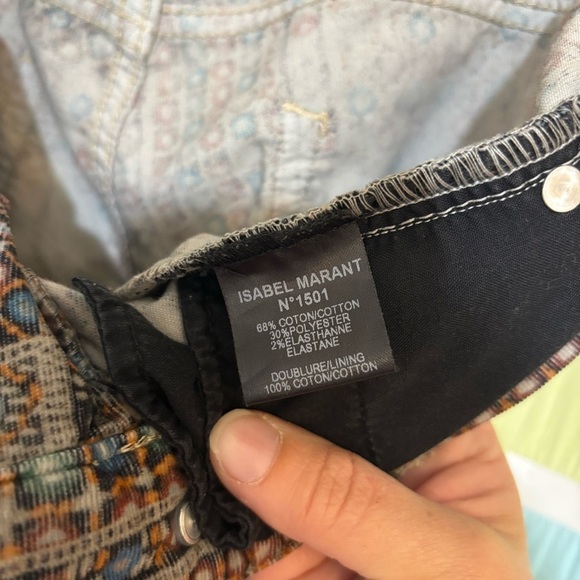 ISABEL MARANT
N°1501
68% COTON/COTTON
30%POLYESTER
2%ELASTHANNE
ELASTANE
DOUBLURE/LINING
100% COTON/COTTON